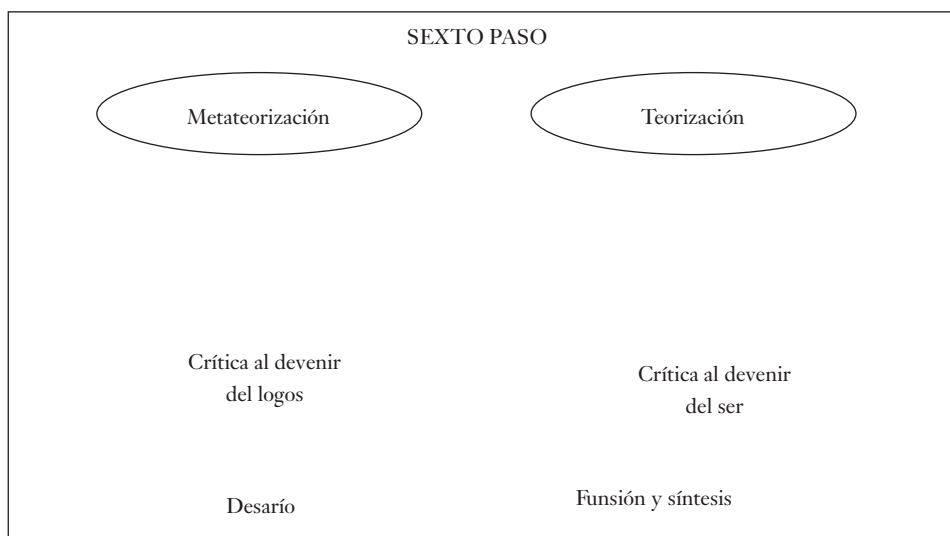 SEXTO PASO
Metateorización
Teorización
Crítica al devenir
del logos
Crítica al devenir
del ser
Desarío
Funsión y síntesis